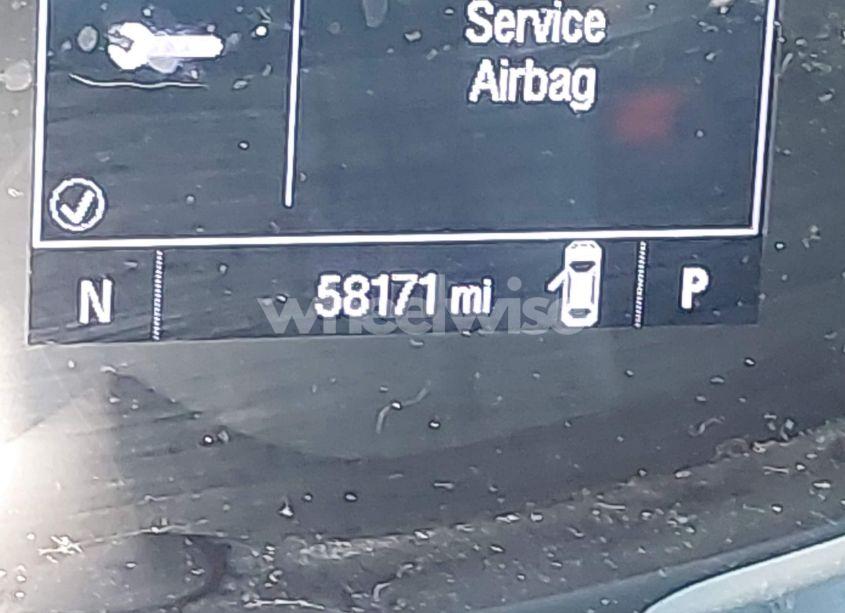 Service
Airbag
N
58171 mi
P
wheelwise